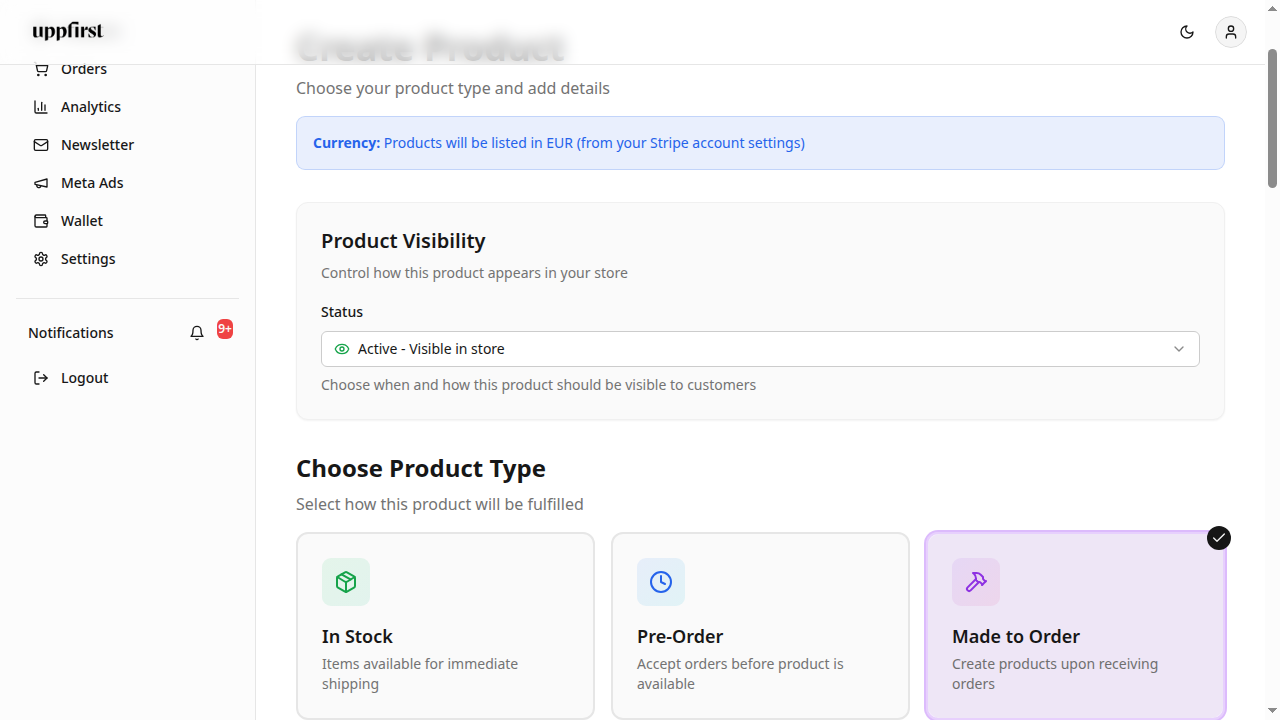 uppfirst
Create Product
Orders
Choose your product type and add details
Analytics
Newsletter
Currency: Products will be listed in EUR (from your Stripe account settings)
Meta Ads
Wallet
Settings
Product Visibility
Control how this product appears in your store
Status
Notifications
9+
Active - Visible in store
Logout
Choose when and how this product should be visible to customers
Choose Product Type
Select how this product will be fulfilled
In Stock
Items available for immediate
shipping
Pre-Order
Accept orders before product is
available
Made to Order
Create products upon receiving
orders